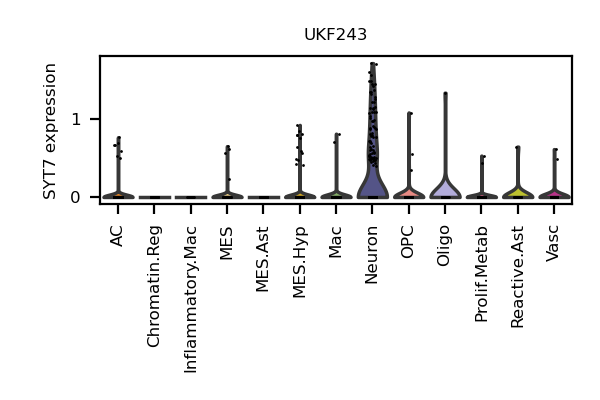 UKF243
SYT7 expression
1
0
AC
Chromatin.Reg
Inflammatory.Mac
MES
MES.Ast
MES.Hyp
Mac
Neuron
OPC
Oligo
Prolif.Metab
Reactive.Ast
Vasc